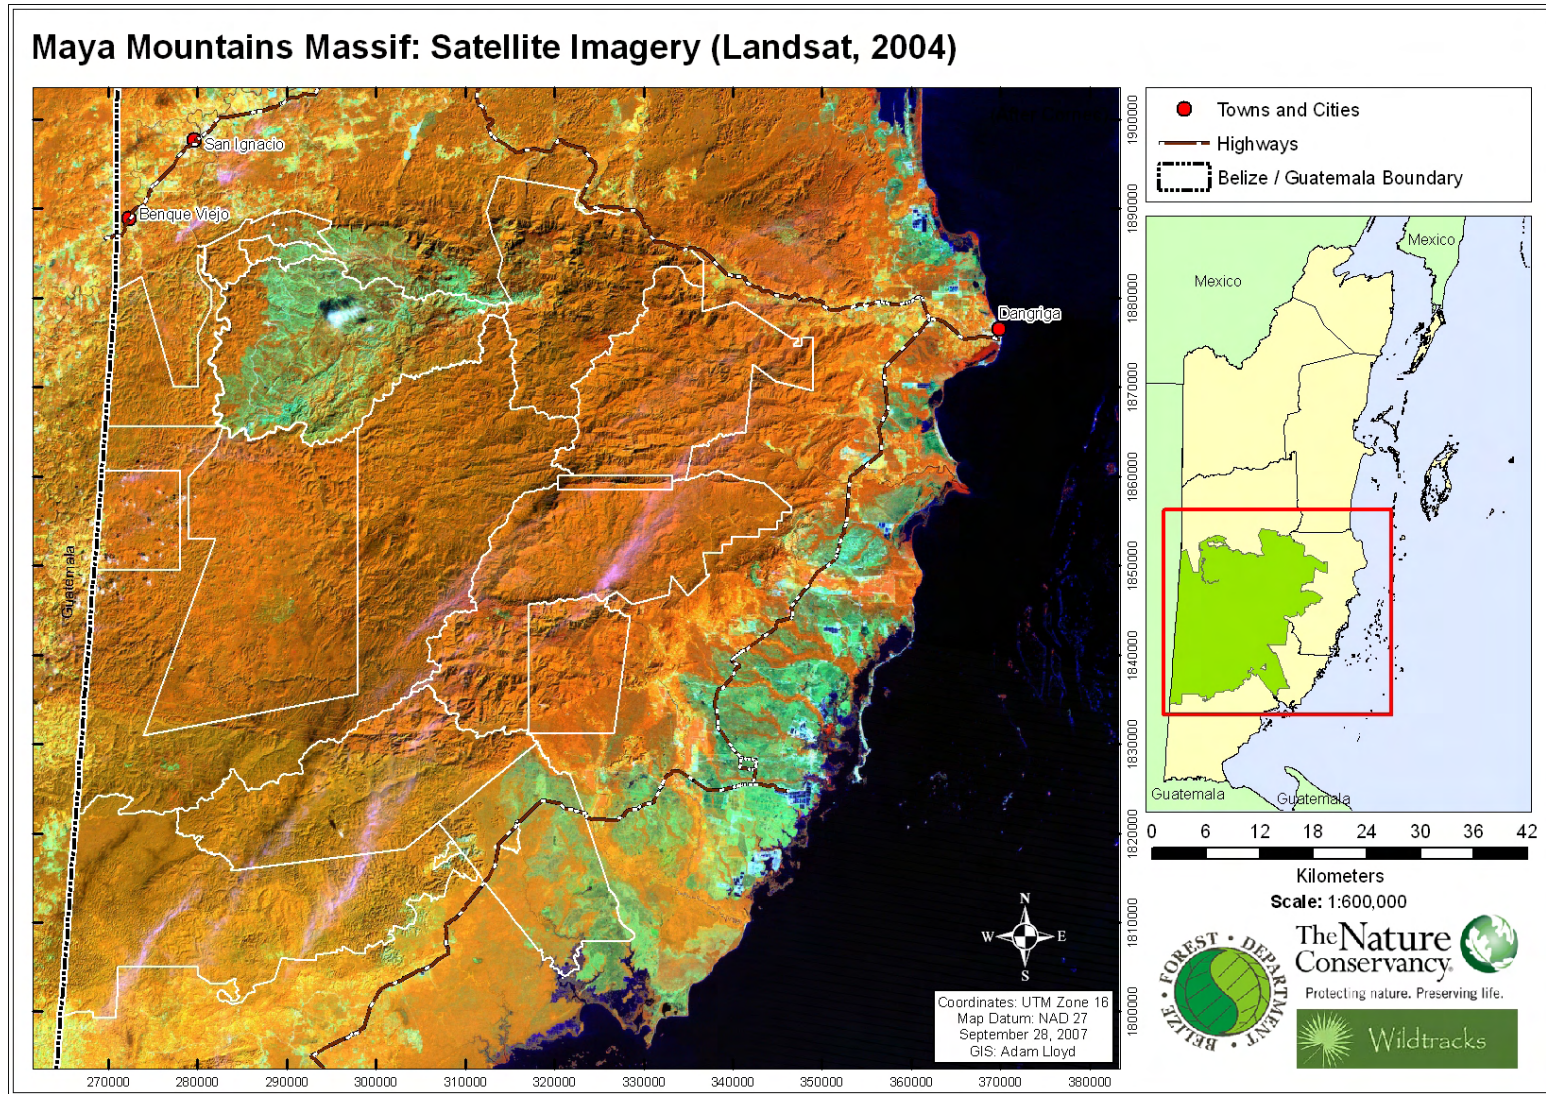 Maya Mountains Massif: Satellite Imagery (Landsat, 2004)
San Ignacio
Benque Viejo
Dangriga
Guatemala
1900000
1890000
1880000
1870000
1860000
1850000
1840000
1830000
1820000
1810000
1800000
270000 280000 290000 300000 310000 320000 330000 340000 350000 360000 370000 380000
N
W E
S
Coordinates: UTM Zone 16
Map Datum: NAD 27
September 28, 2007
GIS: Adam Lloyd
Towns and Cities
Highways
Belize / Guatemala Boundary
Mexico
Mexico
Guatemala
Guatemala
0 6 12 18 24 30 36 42
Kilometers
Scale: 1:600,000
BELIZE • FOREST • DEPARTMENT •
The Nature
Conservancy.
Protecting nature. Preserving life.
Wildtracks